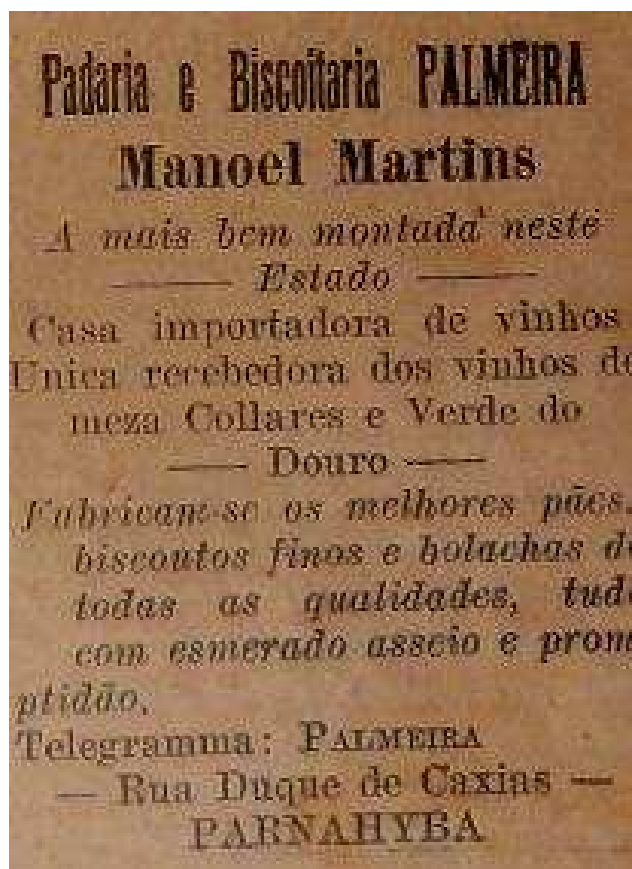 Padaria e Biscoitaria PALMEIRA
Manoel Martins
A mais bem montada neste
Estado
Casa importadora de vinhos
Unica recebedora dos vinhos de
meza Collares e Verde do
Douro
Fabricam-se os melhores pães,
biscoutos finos e bolachas de
todas as qualidades, tudo
com esmerado asseio e prom
ptidão.
Telegramma: PALMEIRA
— Rua Duque de Caxias —
PARNAHYBA